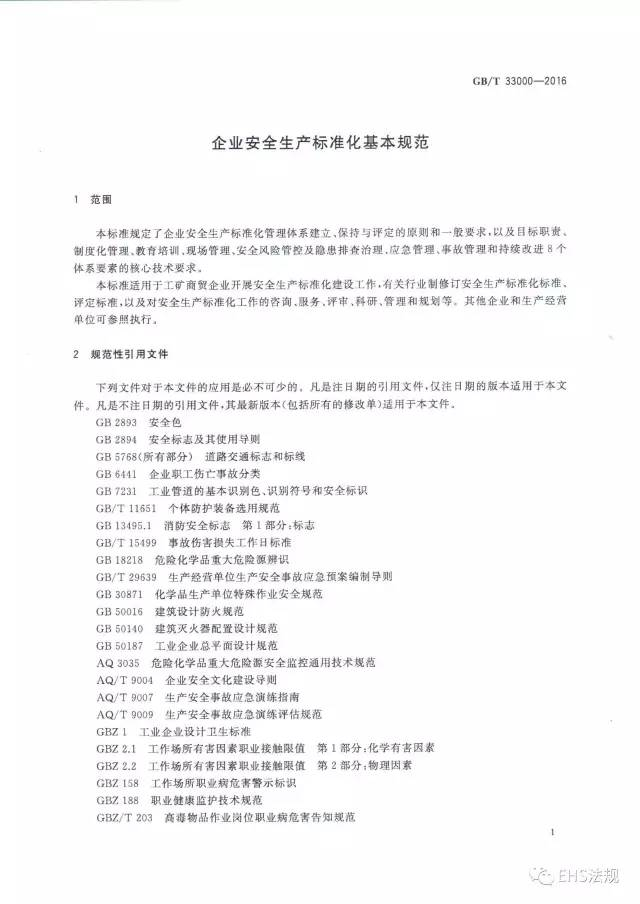 GB/T 33000—2016
企业安全生产标准化基本规范
1 范围
本标准规定了企业安全生产标准化管理体系建立、保持与评定的原则和一般要求,以及目标职责、
制度化管理、教育培训、现场管理、安全风险管控及隐患排查治理、应急管理、事故管理和持续改进8个
体系要素的核心技术要求。
本标准适用于工矿商贸企业开展安全生产标准化建设工作,有关行业制修订安全生产标准化标准、
评定标准,以及对安全生产标准化工作的咨询、服务、评审、科研、管理和规划等。其他企业和生产经营
单位可参照执行。
2 规范性引用文件
下列文件对于本文件的应用是必不可少的。凡是注日期的引用文件,仅注日期的版本适用于本文
件。凡是不注日期的引用文件,其最新版本(包括所有的修改单)适用于本文件。
GB 2893 安全色
GB 2894 安全标志及其使用导则
GB 5768(所有部分) 道路交通标志和标线
GB 6441 企业职工伤亡事故分类
GB 7231 工业管道的基本识别色、识别符号和安全标识
GB/T 11651 个体防护装备选用规范
GB 13495.1 消防安全标志 第1部分:标志
GB/T 15499 事故伤害损失工作日标准
GB 18218 危险化学品重大危险源辨识
GB/T 29639 生产经营单位生产安全事故应急预案编制导则
GB 30871 化学品生产单位特殊作业安全规范
GB 50016 建筑设计防火规范
GB 50140 建筑灭火器配置设计规范
GB 50187 工业企业总平面设计规范
AQ 3035 危险化学品重大危险源安全监控通用技术规范
AQ/T 9004 企业安全文化建设导则
AQ/T 9007 生产安全事故应急演练指南
AQ/T 9009 生产安全事故应急演练评估规范
GBZ 1 工业企业设计卫生标准
GBZ 2.1 工作场所有害因素职业接触限值 第1部分:化学有害因素
GBZ 2.2 工作场所有害因素职业接触限值 第2部分:物理因素
GBZ 158 工作场所职业病危害警示标识
GBZ 188 职业健康监护技术规范
GBZ/T 203 高毒物品作业岗位职业病危害告知规范
1
EHS法规